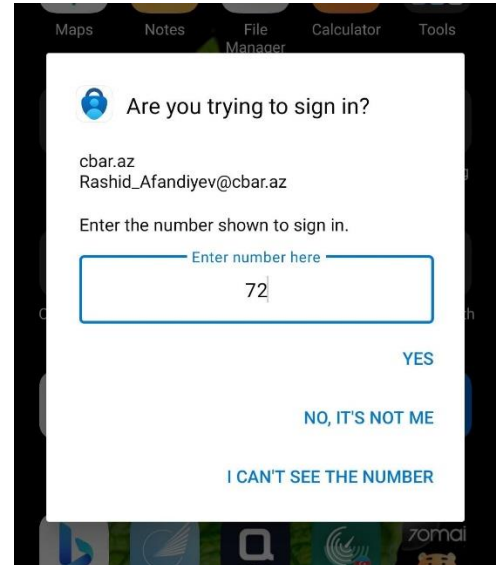 Maps Notes File Calculator Tools
Manager
Are you trying to sign in?
cbar.az
Rashid_Afandiyev@cbar.az
Enter the number shown to sign in.
Enter number here
72
YES
NO, IT'S NOT ME
I CAN'T SEE THE NUMBER
70mai